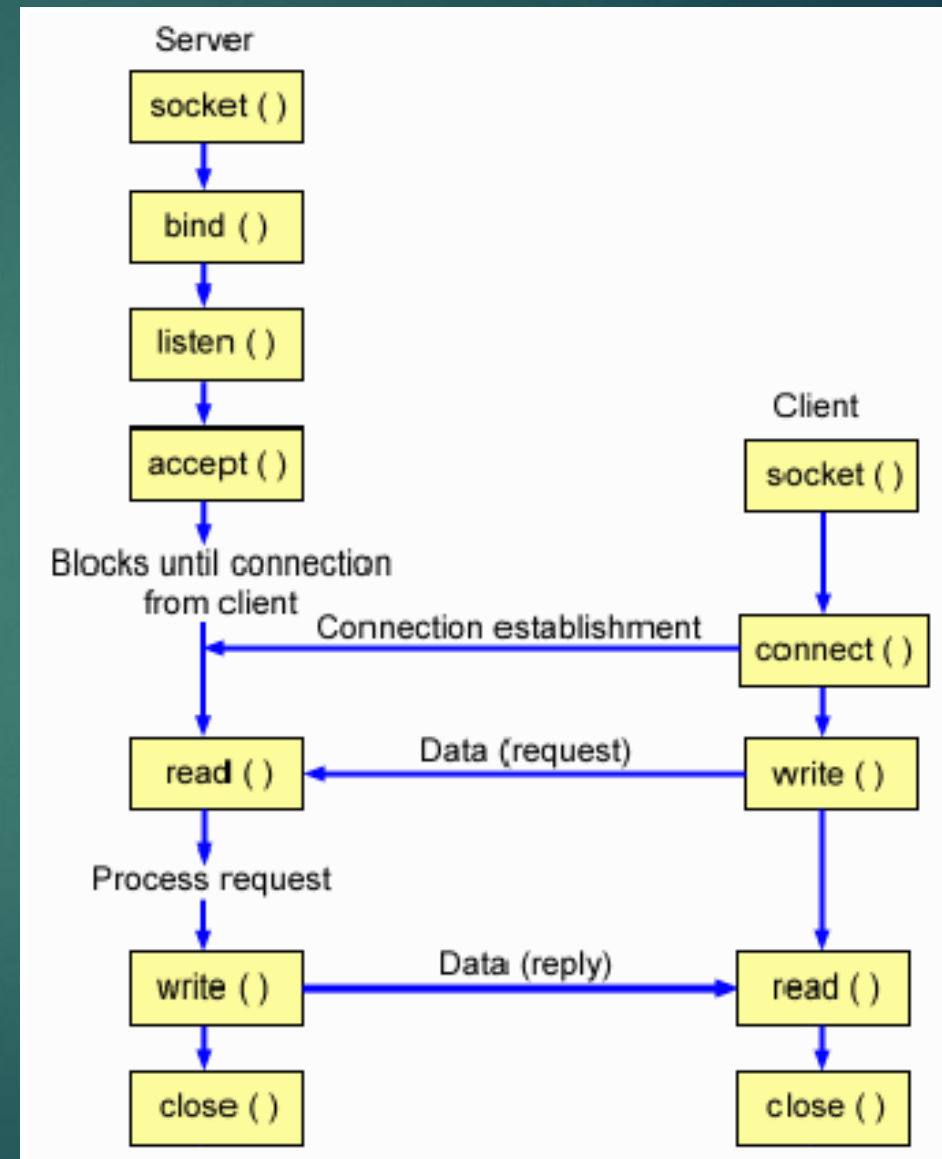 Server
socket ( )
bind ( )
listen ( )
accept ( )
Blocks until connection
from client
Client
socket ( )
Connection establishment
connect ( )
read ( )
Data (request)
write ( )
Process request
write ( )
Data (reply)
read ( )
close ( )
close ( )